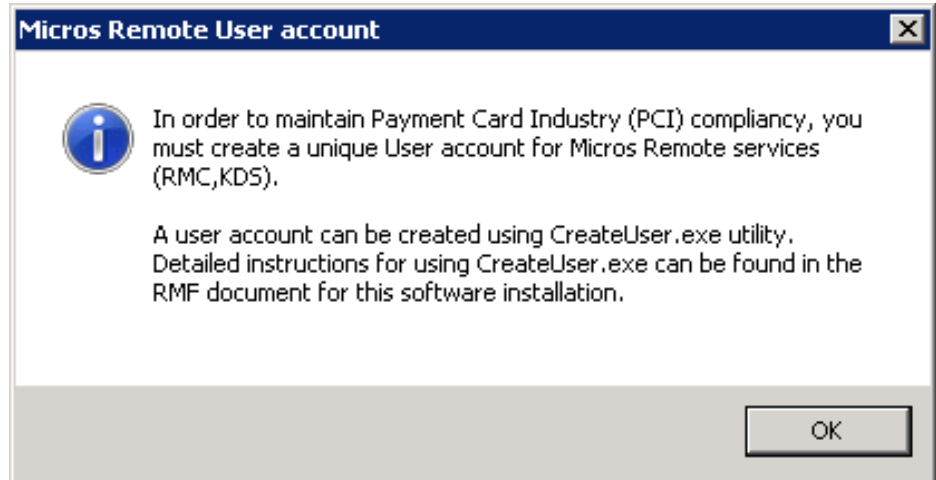 Micros Remote User account
In order to maintain Payment Card Industry (PCI) compliancy, you
must create a unique User account for Micros Remote services
(RMC,KDS).
A user account can be created using CreateUser.exe utility.
Detailed instructions for using CreateUser.exe can be found in the
RMF document for this software installation.
OK